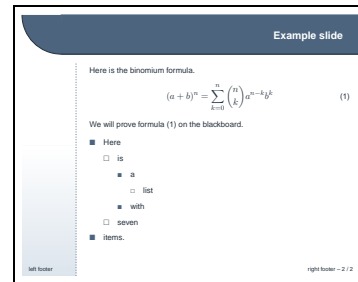 Example slide
Here is the binomium formula.
(a + b)^n = \sum_{k=0}^{n} \binom{n}{k} a^{n-k} b^k (1)
We will prove formula (1) on the blackboard.
■ Here
□ is
■ a
□ list
■ with
□ seven
■ items.
left footer
right footer – 2 / 2